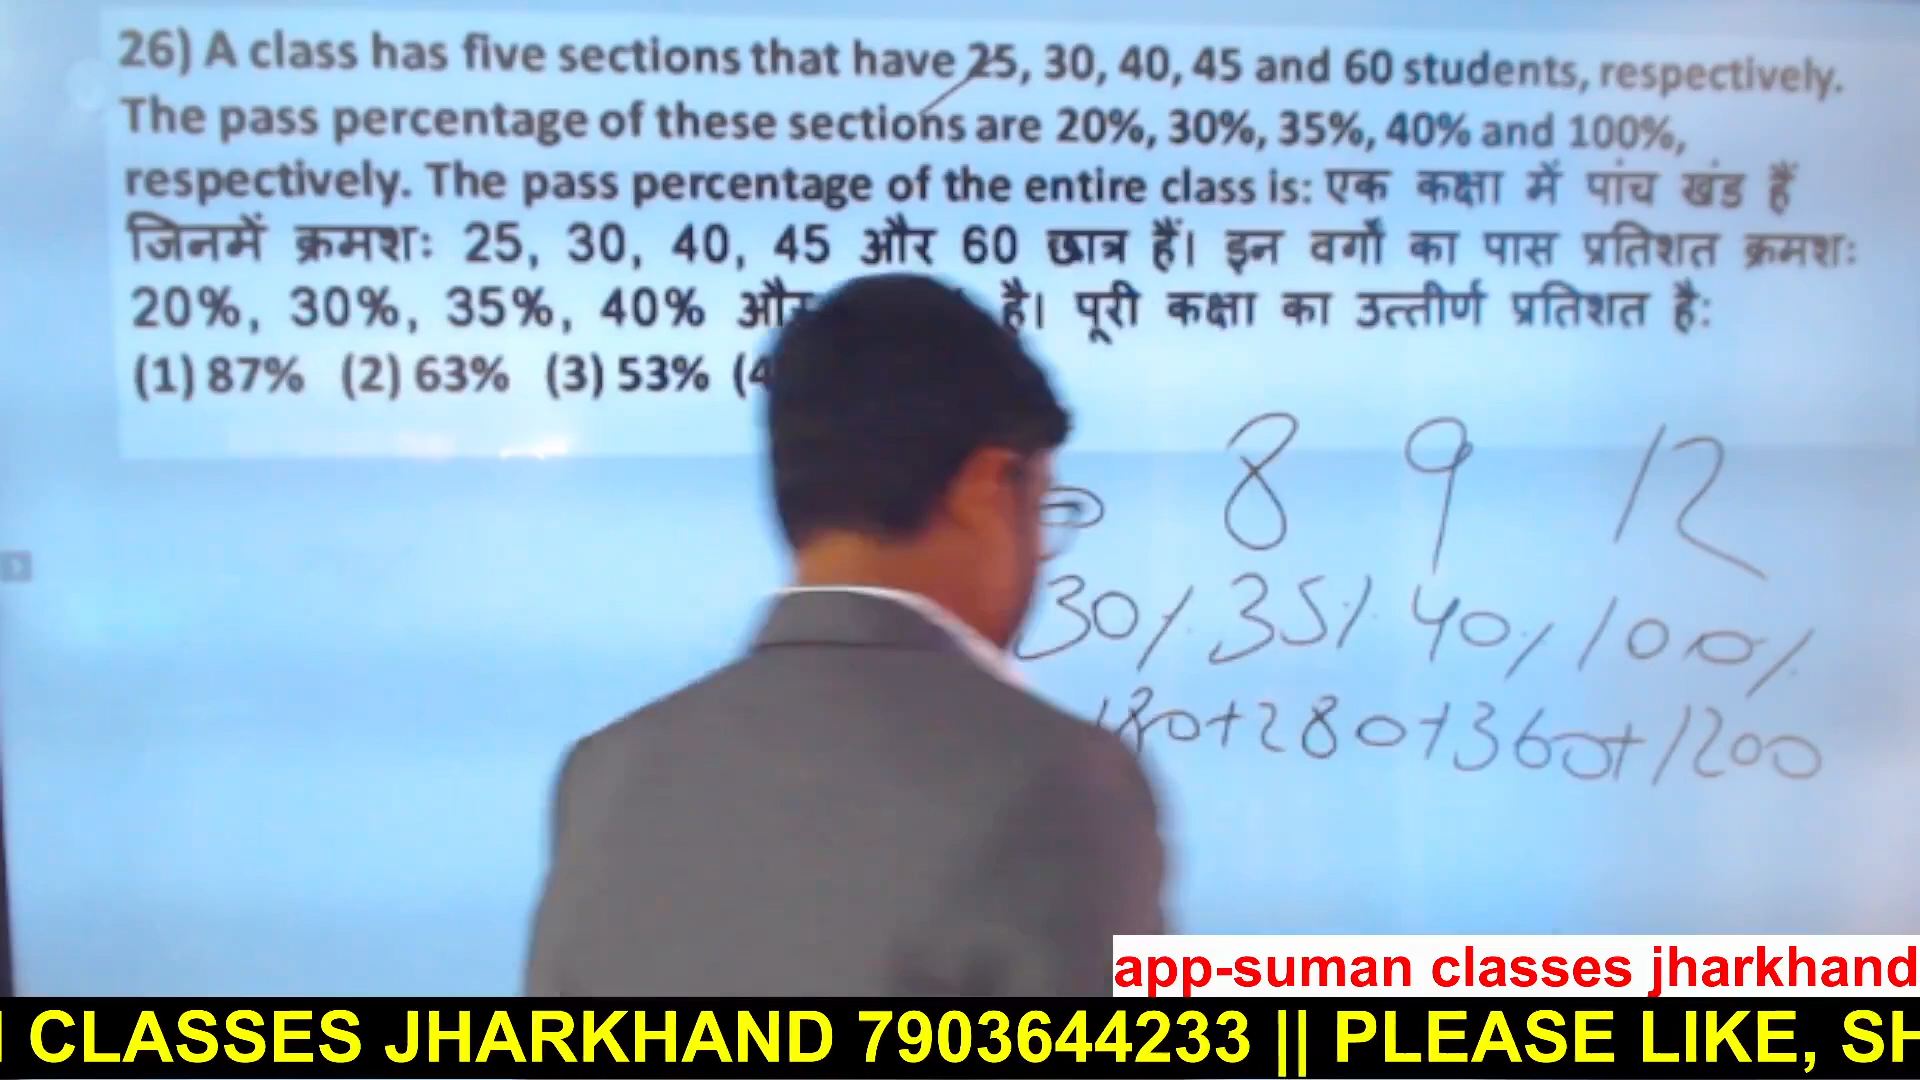 26) A class has five sections that have 25, 30, 40, 45 and 60 students, respectively.
The pass percentage of these sections are 20%, 30%, 35%, 40% and 100%,
respectively. The pass percentage of the entire class is: एक कक्षा में पांच खंड हैं
जिनमें क्रमशः 25, 30, 40, 45 और 60 छात्र हैं। इन वर्गों का पास प्रतिशत क्रमशः
20%, 30%, 35%, 40% और है। पूरी कक्षा का उत्तीर्ण प्रतिशत है:
(1) 87% (2) 63% (3) 53% (4
8 9 12
30% 35% 40% 100%
180+280+360+1200
app-suman classes jharkhand
CLASSES JHARKHAND 7903644233 || PLEASE LIKE, SH